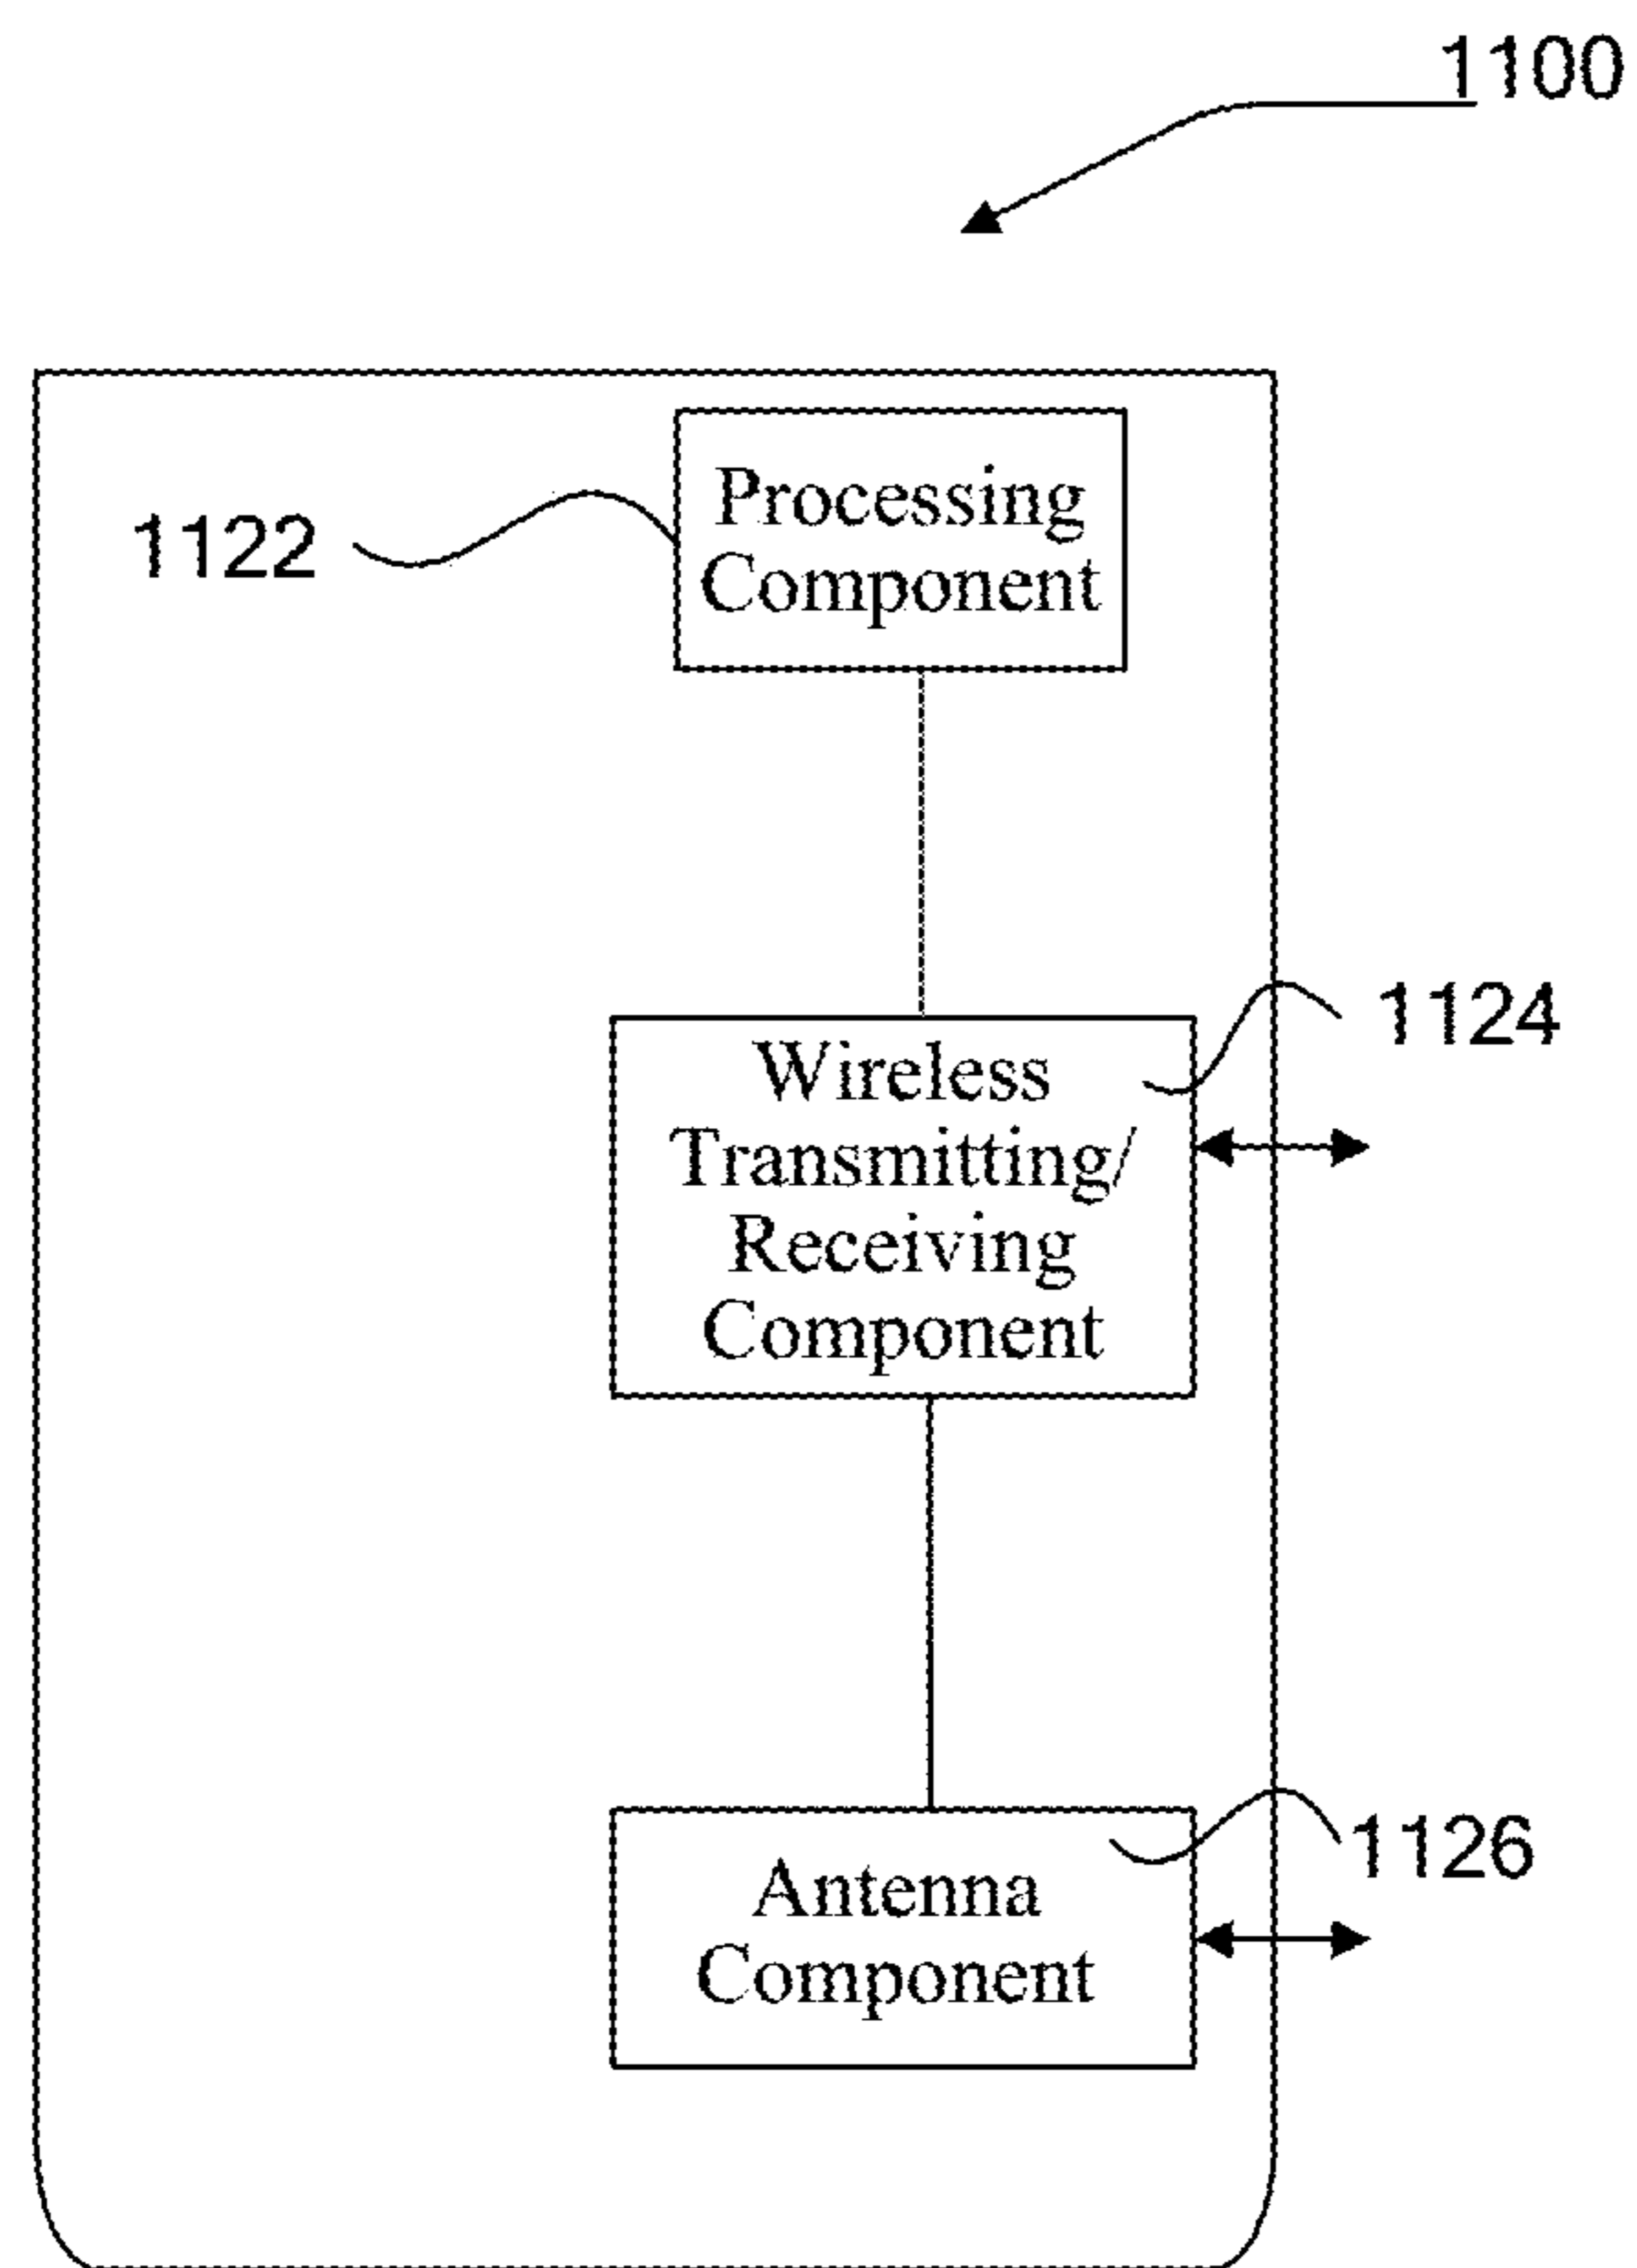 1100
Processing
1122
Component
Wireless
1124
Transmitting/
Receiving
Component
1126
Antenna
Component